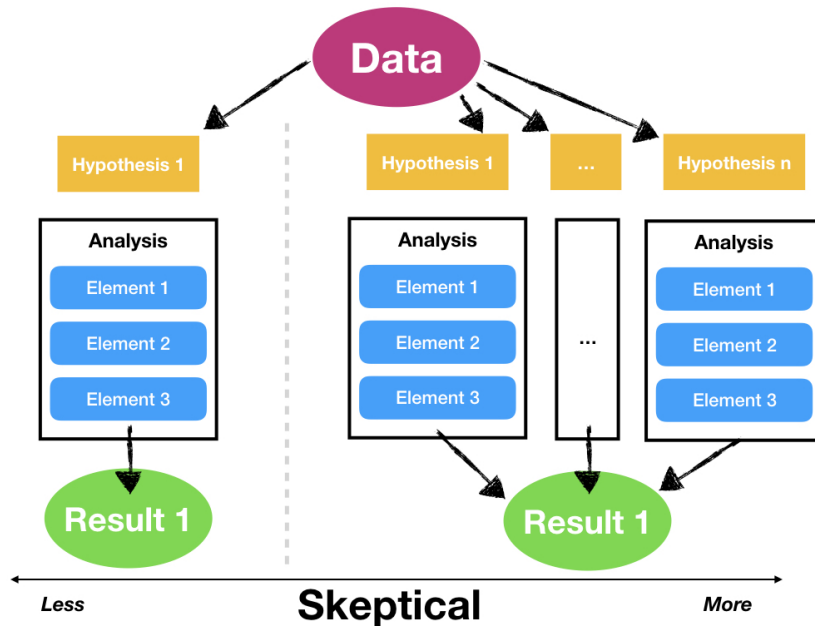 Data
Hypothesis 1
Hypothesis 1
...
Hypothesis n
Analysis
Element 1
Element 2
Element 3
Analysis
Element 1
Element 2
Element 3
...
Analysis
Element 1
Element 2
Element 3
Result 1
Result 1
Less
Skeptical
More